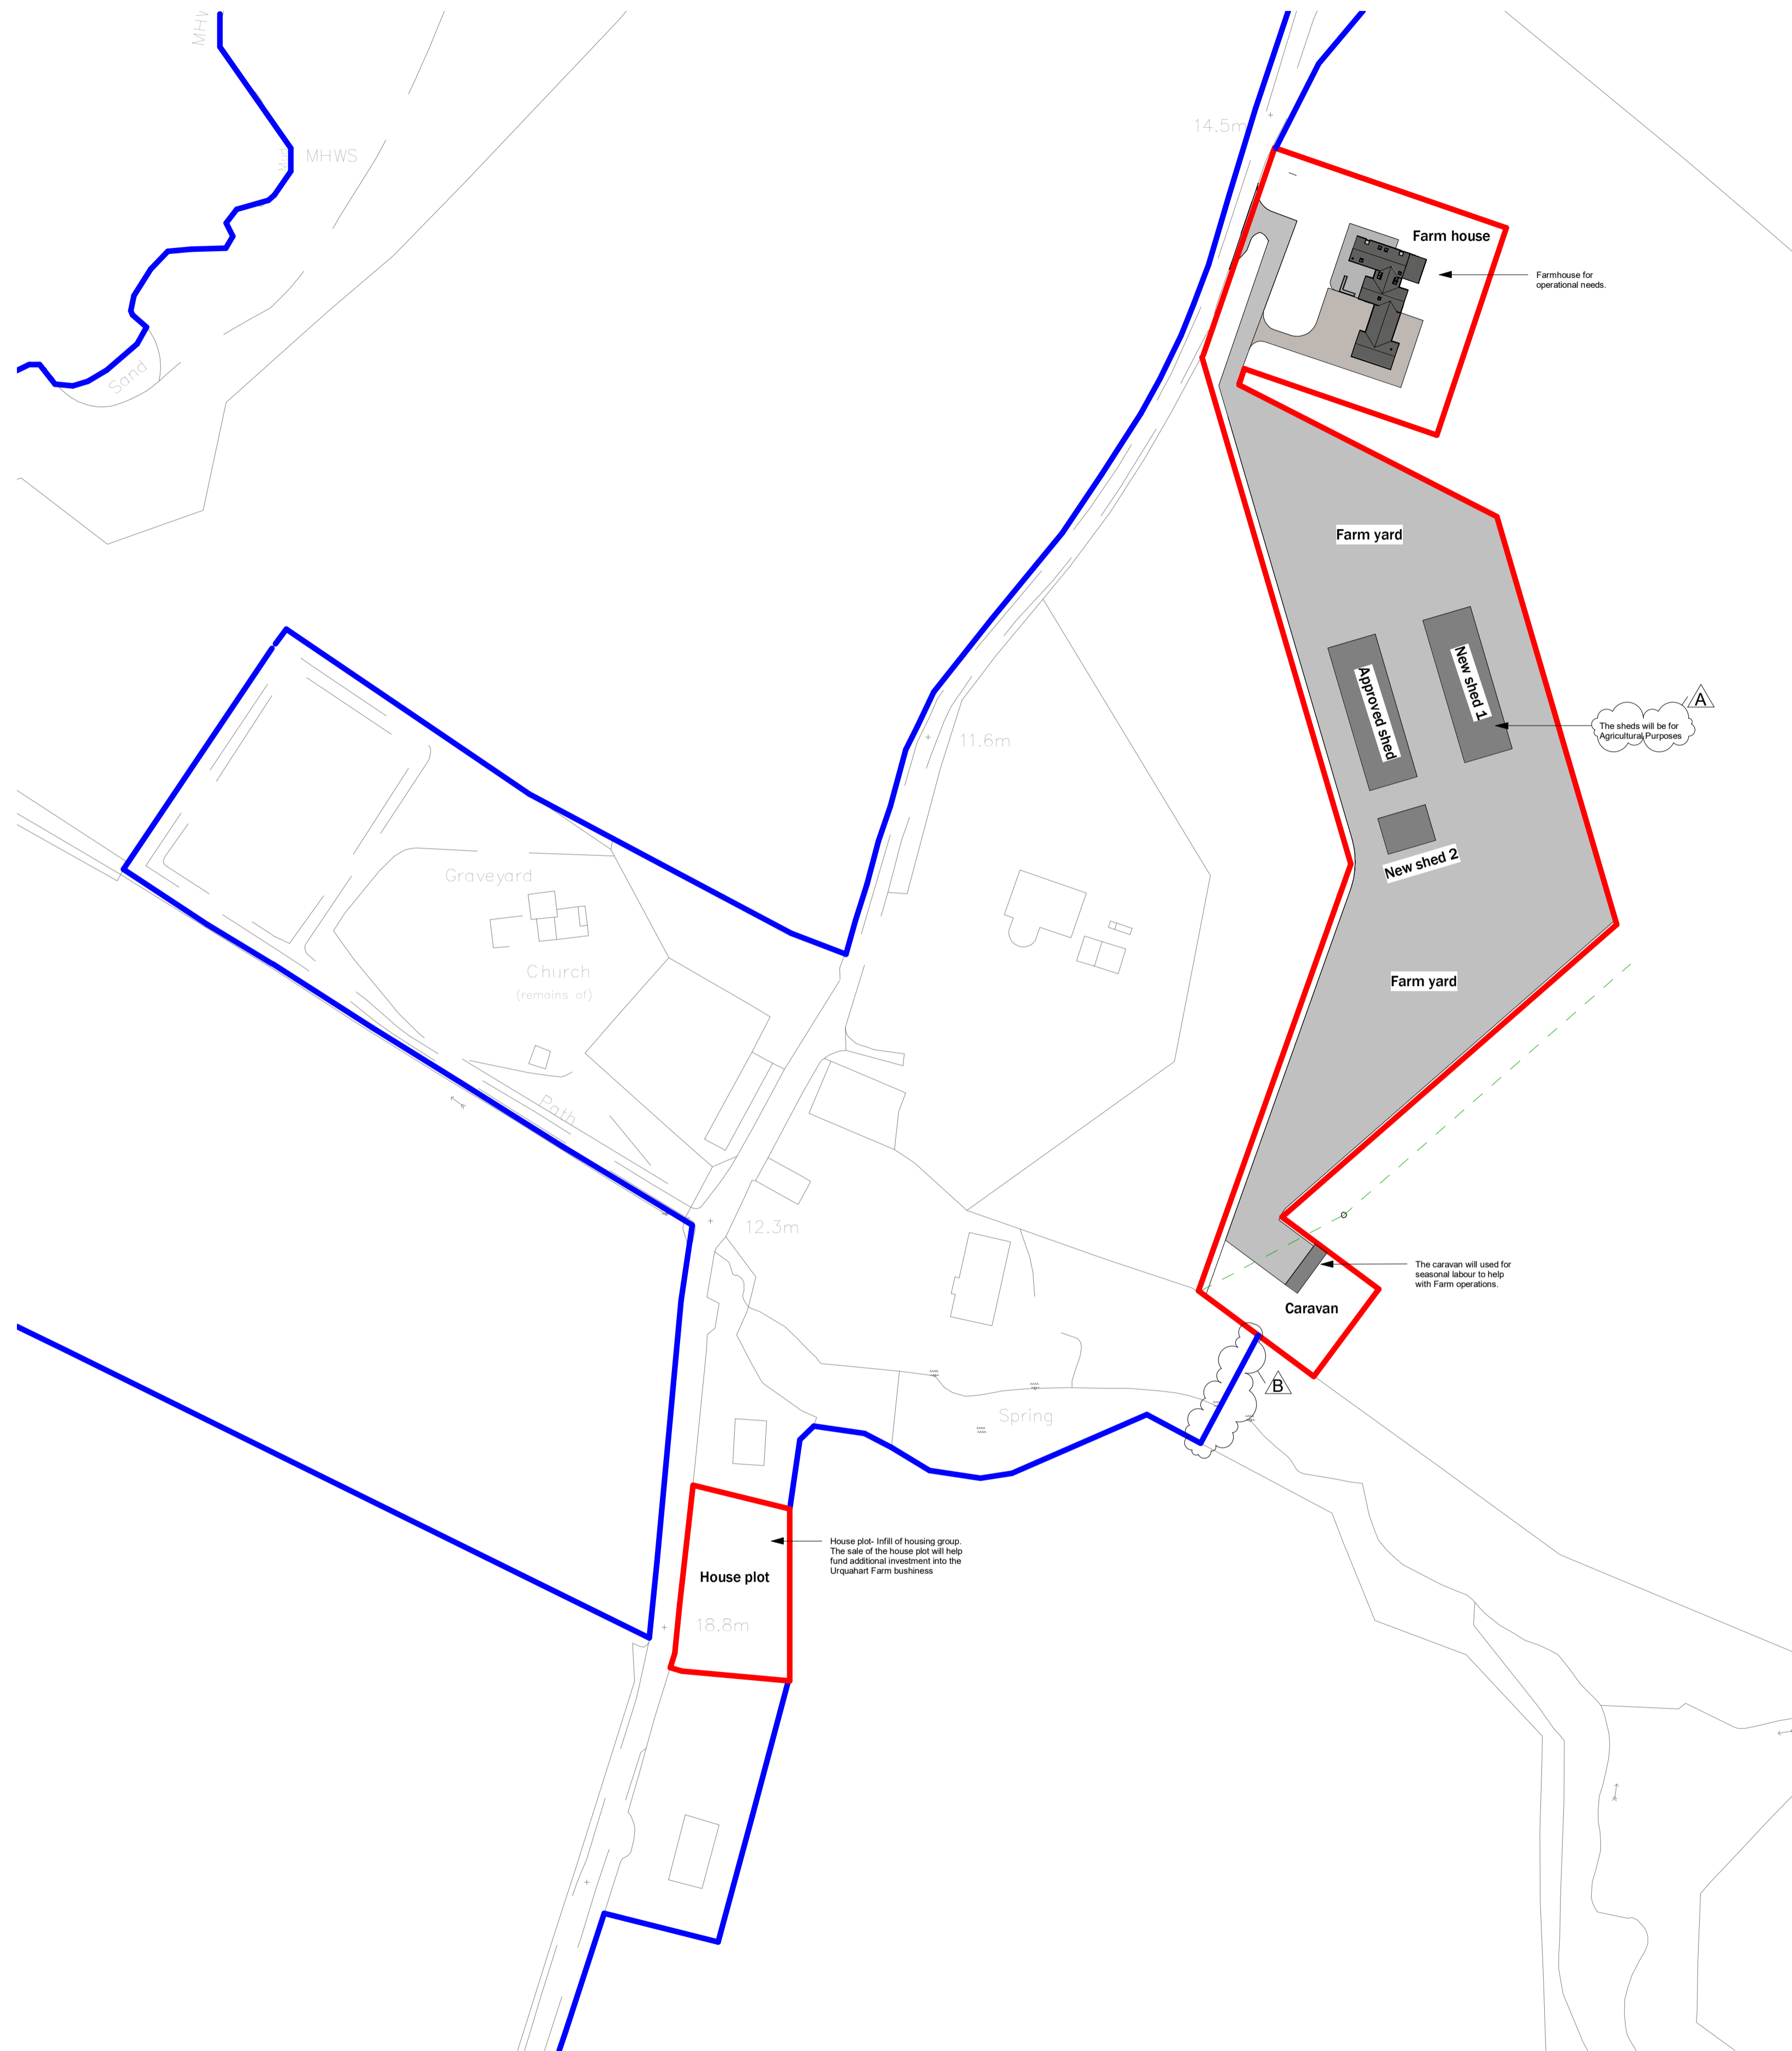 MHW
MHWS
14.5m
Farm house
Farmhouse for
operational needs.
Sand
Farm yard
Approved shed
New shed 1
A
The sheds will be for
Agricultural Purposes
11.6m
New shed 2
Graveyard
Church
(remains of)
Farm yard
Path
12.3m
The caravan will used for
seasonal labour to help
with Farm operations.
Caravan
B
Spring
House plot- Infill of housing group.
The sale of the house plot will help
fund additional investment into the
Urquahart Farm bushiness
House plot
18.8m